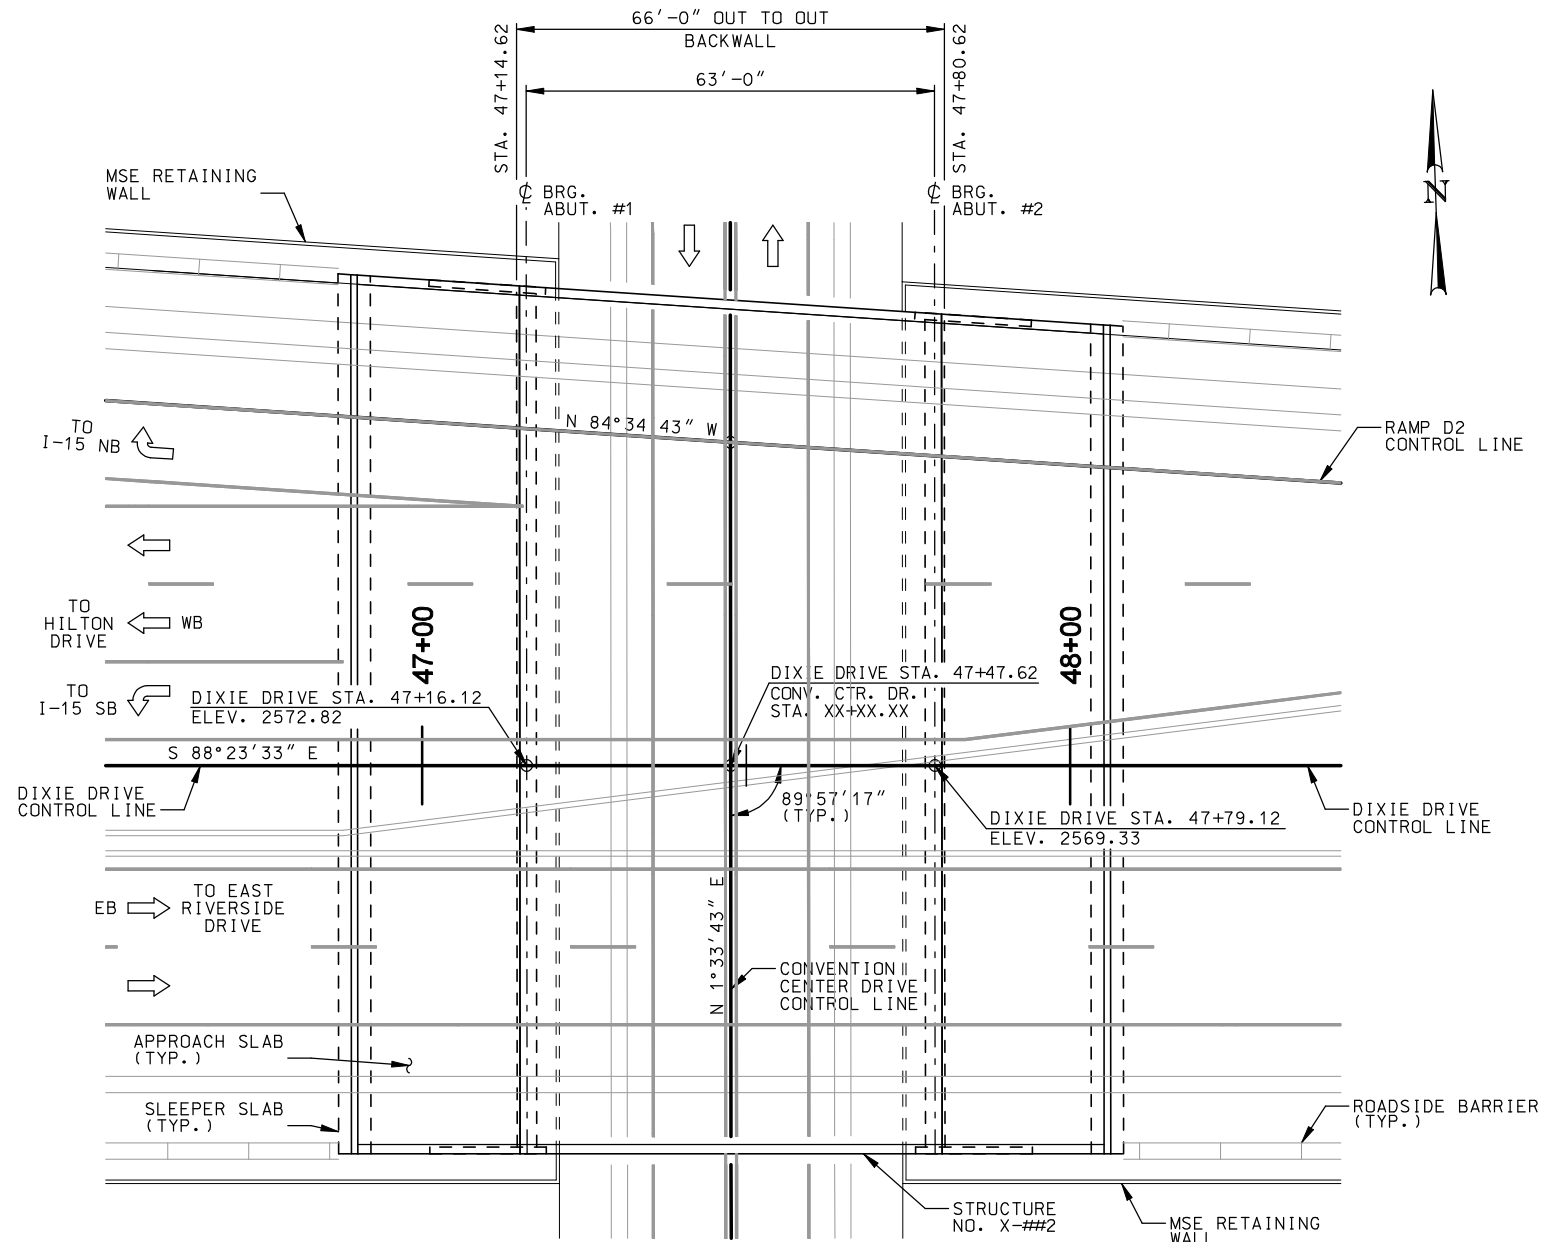 66'-0" OUT TO OUT
BACKWALL
63'-0"
STA. 47+14.62
STA. 47+80.62
℄ BRG.
ABUT. #1
℄ BRG.
ABUT. #2
MSE RETAINING
WALL
N
N 84°34'43" W
TO
I-15 NB
RAMP D2
CONTROL LINE
TO
HILTON
DRIVE
WB
47+00
48+00
TO
I-15 SB
DIXIE DRIVE STA. 47+16.12
ELEV. 2572.82
DIXIE DRIVE STA. 47+47.62
CONV. CTR. DR.
STA. XX+XX.XX
S 88°23'33" E
DIXIE DRIVE
CONTROL LINE
89°57'17"
(TYP.)
DIXIE DRIVE STA. 47+79.12
ELEV. 2569.33
DIXIE DRIVE
CONTROL LINE
EB
TO EAST
RIVERSIDE
DRIVE
N 1°33'43" E
CONVENTION
CENTER DRIVE
CONTROL LINE
APPROACH SLAB
(TYP.)
SLEEPER SLAB
(TYP.)
ROADSIDE BARRIER
(TYP.)
STRUCTURE
NO. X-##2
MSE RETAINING
WALL